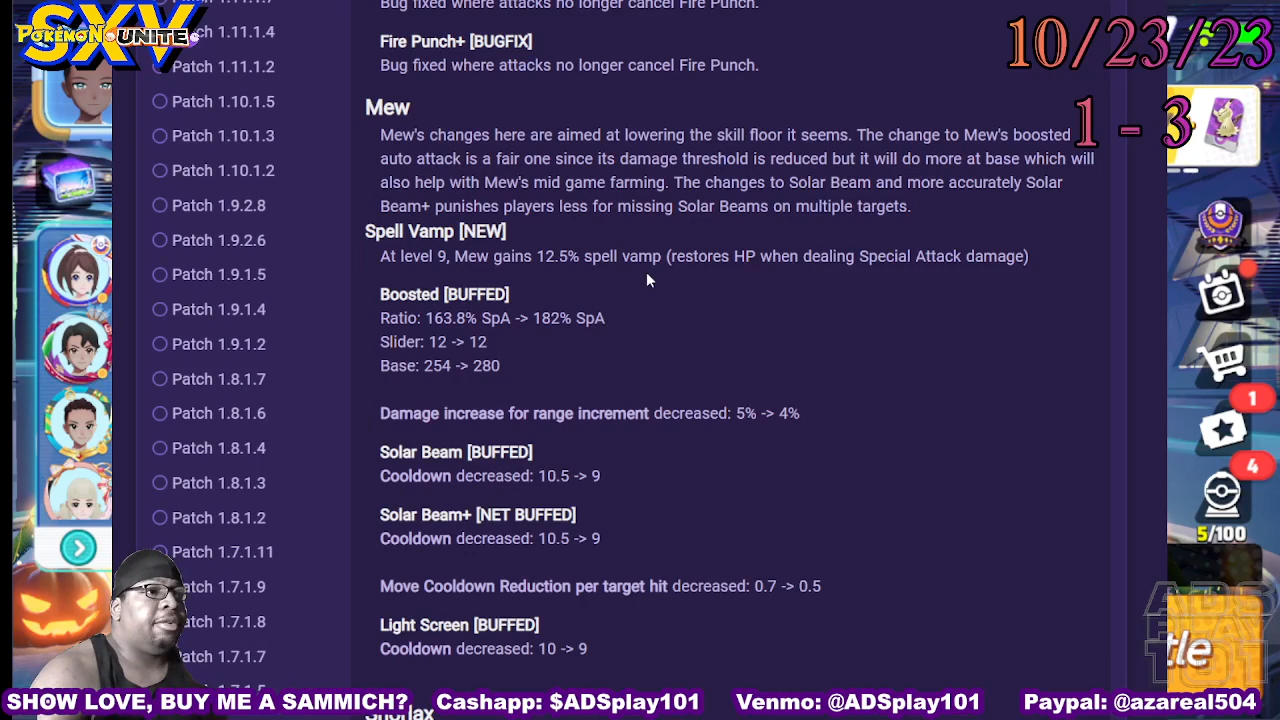 Bug fixed where attacks no longer cancel Fire Punch.
SXV
POKÉMON UNITE
10/23/23
1 - 3
Patch 1.11.1.4
Patch 1.11.1.2
Patch 1.10.1.5
Patch 1.10.1.3
Patch 1.10.1.2
Patch 1.9.2.8
Patch 1.9.2.6
Patch 1.9.1.5
Patch 1.9.1.4
Patch 1.9.1.2
Patch 1.8.1.7
Patch 1.8.1.6
Patch 1.8.1.4
Patch 1.8.1.3
Patch 1.8.1.2
Patch 1.7.1.11
atch 1.7.1.9
atch 1.7.1.8
atch 1.7.1.7
Fire Punch+ [BUGFIX]
Bug fixed where attacks no longer cancel Fire Punch.
Mew
Mew's changes here are aimed at lowering the skill floor it seems. The change to Mew's boosted
auto attack is a fair one since its damage threshold is reduced but it will do more at base which will
also help with Mew's mid game farming. The changes to Solar Beam and more accurately Solar
Beam+ punishes players less for missing Solar Beams on multiple targets.
Spell Vamp [NEW]
At level 9, Mew gains 12.5% spell vamp (restores HP when dealing Special Attack damage)
Boosted [BUFFED]
Ratio: 163.8% SpA -> 182% SpA
Slider: 12 -> 12
Base: 254 -> 280
Damage increase for range increment decreased: 5% -> 4%
Solar Beam [BUFFED]
Cooldown decreased: 10.5 -> 9
Solar Beam+ [NET BUFFED]
Cooldown decreased: 10.5 -> 9
Move Cooldown Reduction per target hit decreased: 0.7 -> 0.5
Light Screen [BUFFED]
Cooldown decreased: 10 -> 9
Snorlax
1
4
5/100
ADS
PLAY
101
tle
SHOW LOVE, BUY ME A SAMMICH? Cashapp: $ADSplay101 Venmo: @ADSplay101 Paypal: @azareal504